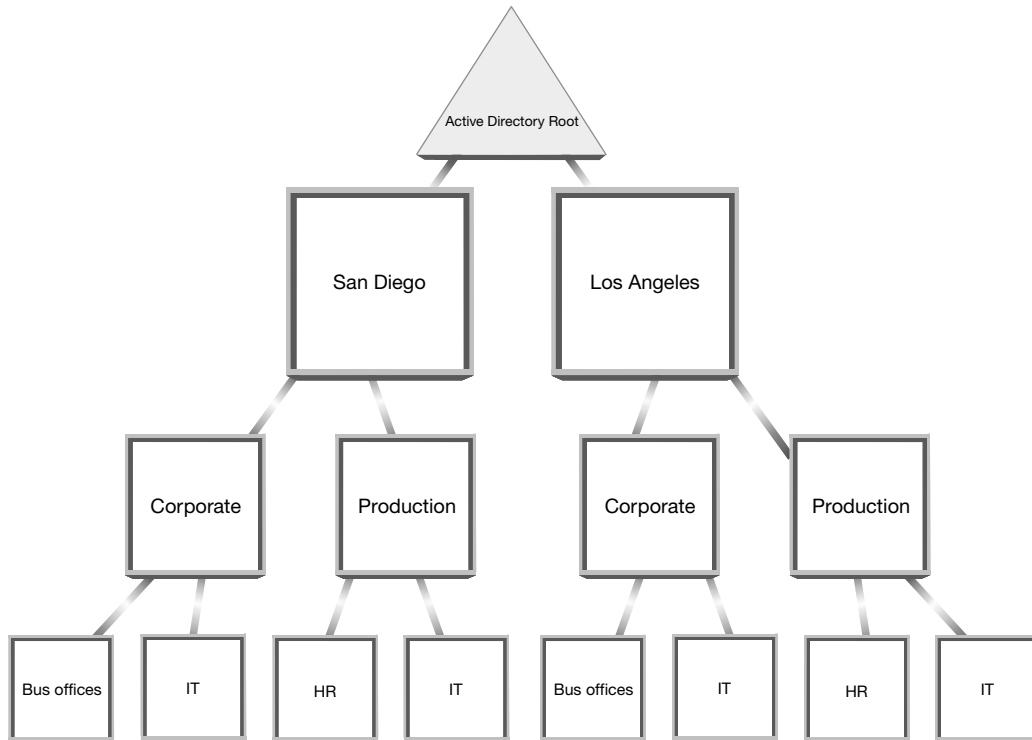 Active Directory Root
San Diego
Los Angeles
Corporate
Production
Corporate
Production
Bus offices
IT
HR
IT
Bus offices
IT
HR
IT